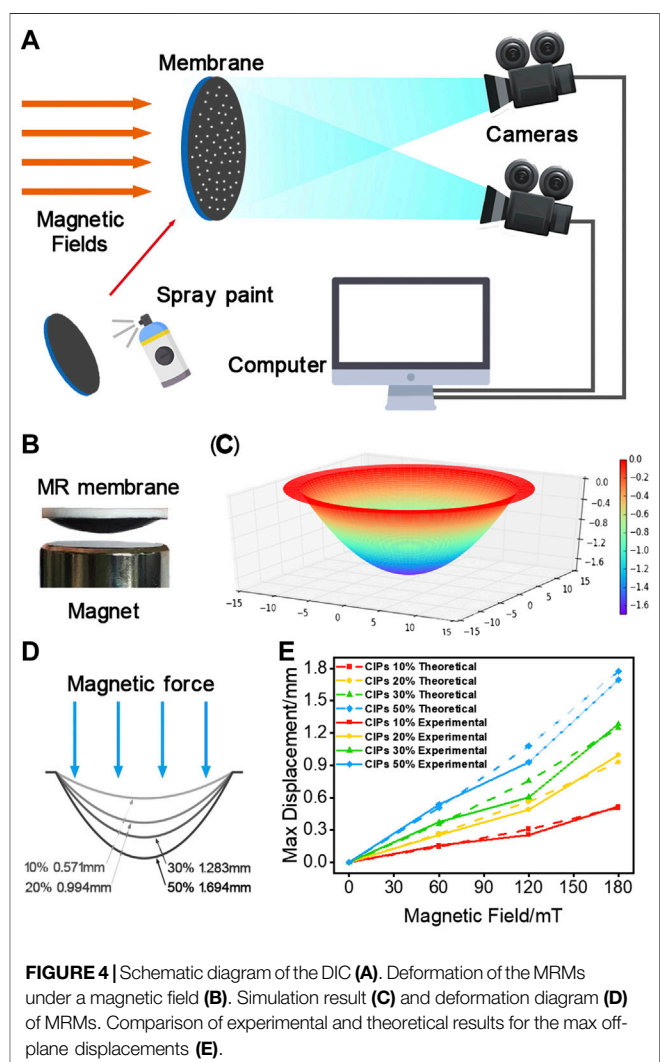 A
Membrane
Cameras
Magnetic
Fields
Spray paint
Computer
B
MR membrane
Magnet
(C)
0.0
−0.4
−0.8
−1.2
−1.6
−15
−10
−5
0
5
10
15
−15
−10
−5
0
5
10
15
0.0
−0.2
−0.4
−0.6
−0.8
−1.0
−1.2
−1.4
−1.6
D
Magnetic force
10% 0.571mm
20% 0.994mm
30% 1.283mm
50% 1.694mm
E
Max Displacement/mm
1.8
1.5
1.2
0.9
0.6
0.3
0.0
CIPs 10% Theoretical
CIPs 20% Theoretical
CIPs 30% Theoretical
CIPs 50% Theoretical
CIPs 10% Experimental
CIPs 20% Experimental
CIPs 30% Experimental
CIPs 50% Experimental
0 30 60 90 120 150 180
Magnetic Field/mT
FIGURE 4 | Schematic diagram of the DIC (A). Deformation of the MRMs
under a magnetic field (B). Simulation result (C) and deformation diagram (D)
of MRMs. Comparison of experimental and theoretical results for the max off-
plane displacements (E).